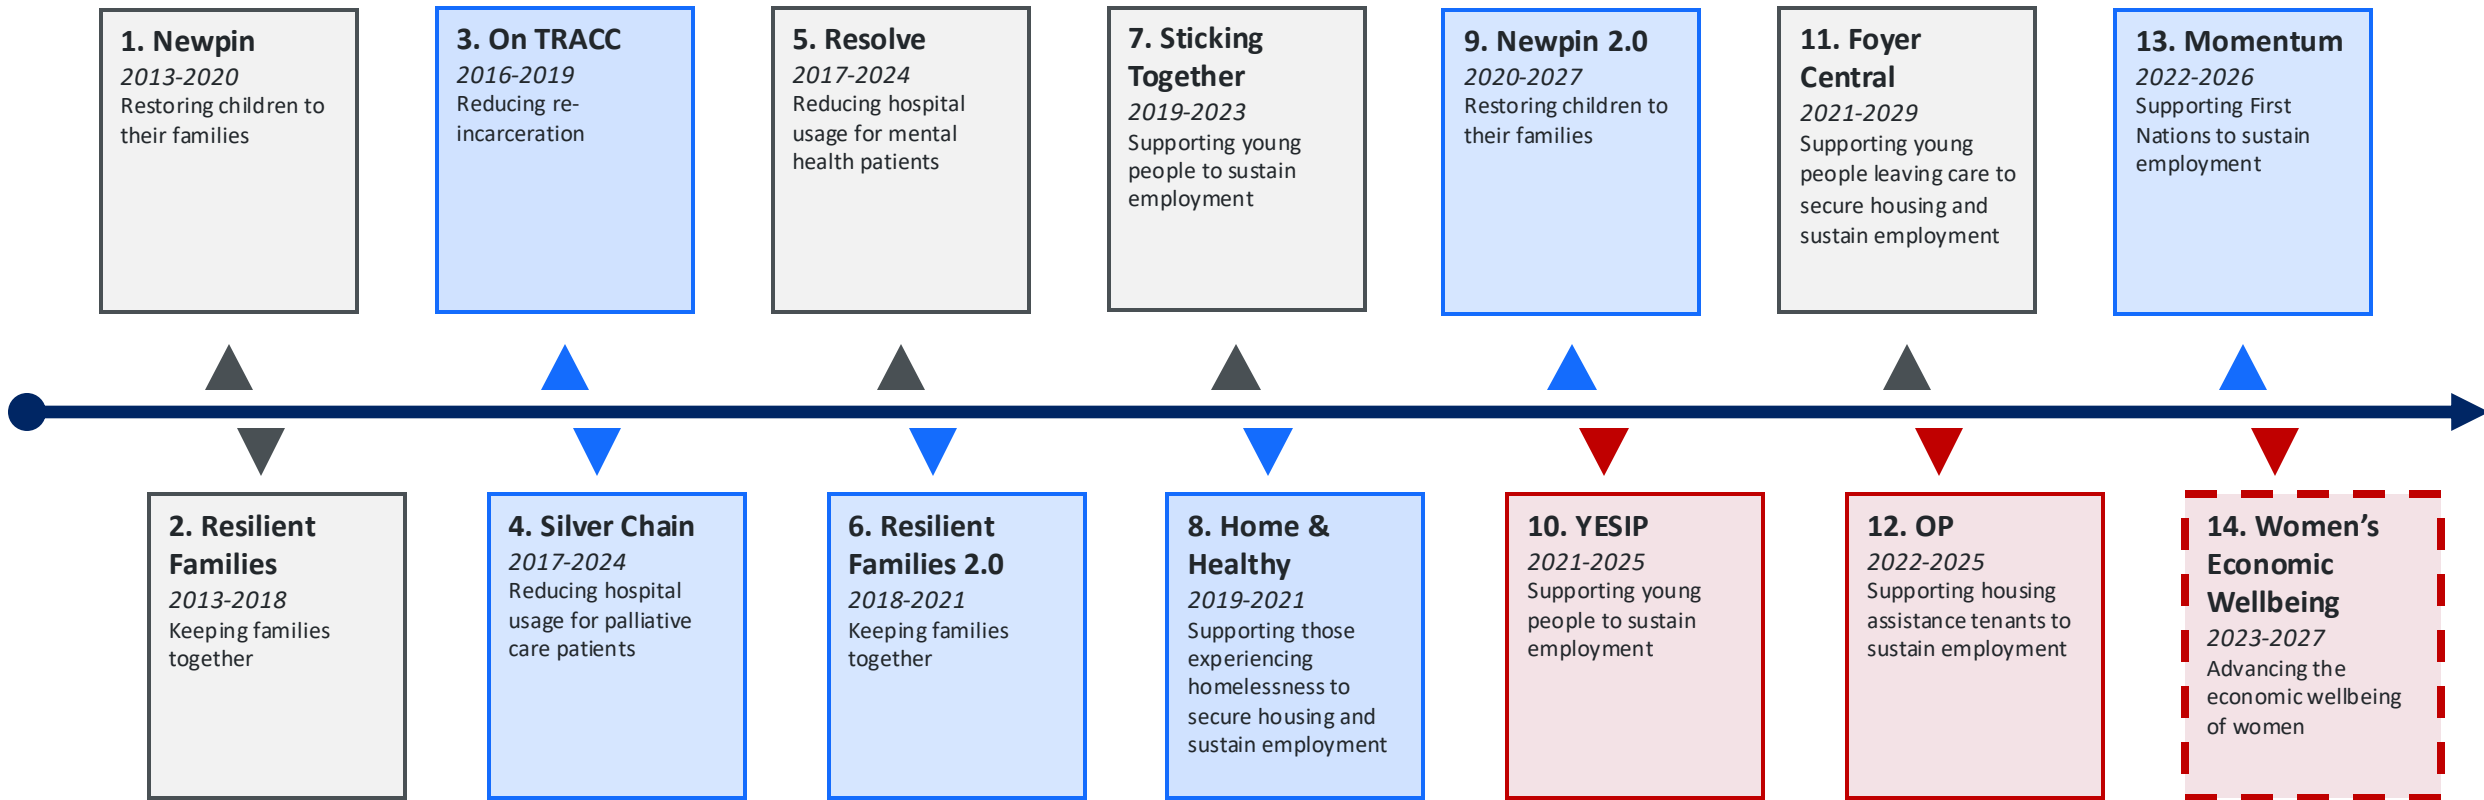 1. Newpin
2013-2020
Restoring children to
their families
3. On TRACC
2016-2019
Reducing re-
incarceration
5. Resolve
2017-2024
Reducing hospital
usage for mental
health patients
7. Sticking
Together
2019-2023
Supporting young
people to sustain
employment
9. Newpin 2.0
2020-2027
Restoring children to
their families
11. Foyer
Central
2021-2029
Supporting young
people leaving care to
secure housing and
sustain employment
13. Momentum
2022-2026
Supporting First
Nations to sustain
employment
2. Resilient
Families
2013-2018
Keeping families
together
4. Silver Chain
2017-2024
Reducing hospital
usage for palliative
care patients
6. Resilient
Families 2.0
2018-2021
Keeping families
together
8. Home &
Healthy
2019-2021
Supporting those
experiencing
homelessness to
secure housing and
sustain employment
10. YESIP
2021-2025
Supporting young
people to sustain
employment
12. OP
2022-2025
Supporting housing
assistance tenants to
sustain employment
14. Women’s
Economic
Wellbeing
2023-2027
Advancing the
economic wellbeing
of women